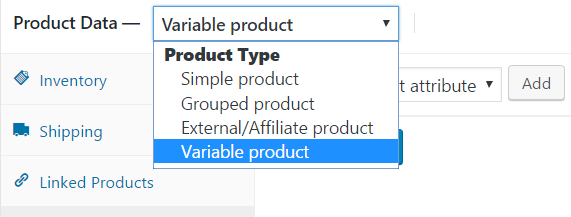 Product Data — Variable product
Product Type
Simple product
Grouped product
External/Affiliate product
Variable product
Inventory
Shipping
Linked Products
attribute
Add